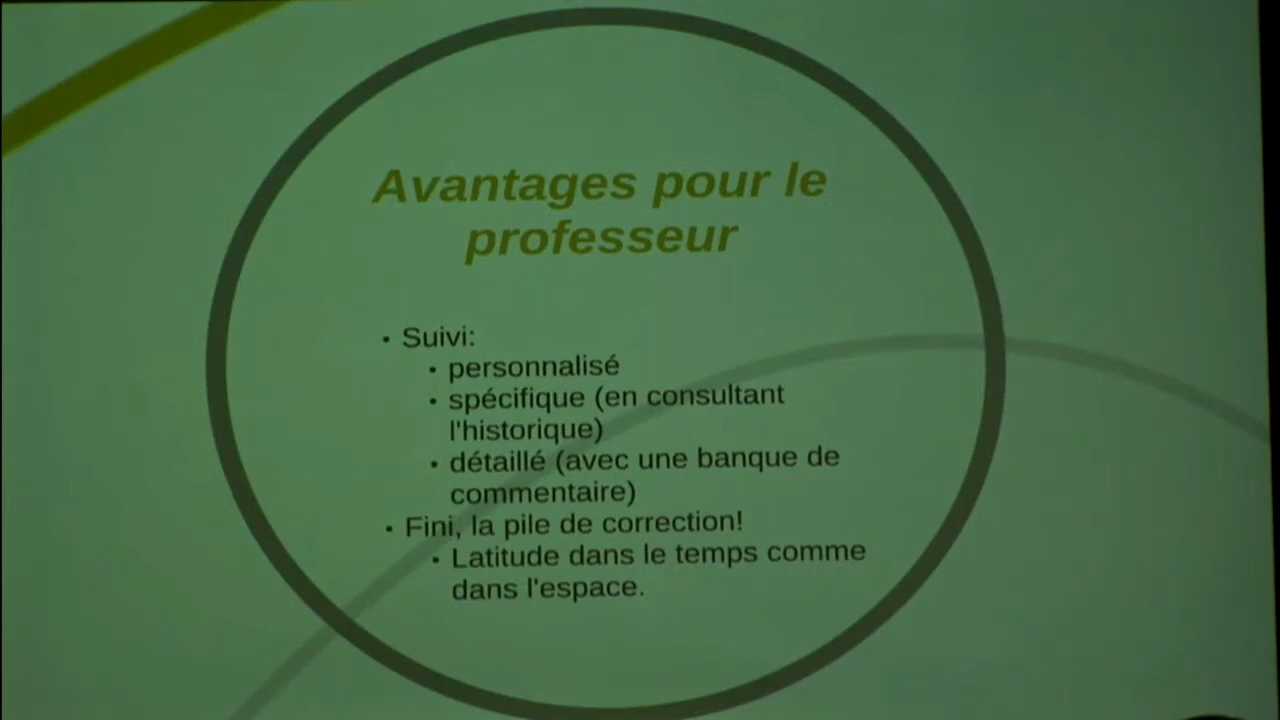 Avantages pour le
professeur
• Suivi:
• personnalisé
• spécifique (en consultant
l'historique)
• détaillé (avec une banque de
commentaire)
• Fini, la pile de correction!
• Latitude dans le temps comme
dans l'espace.